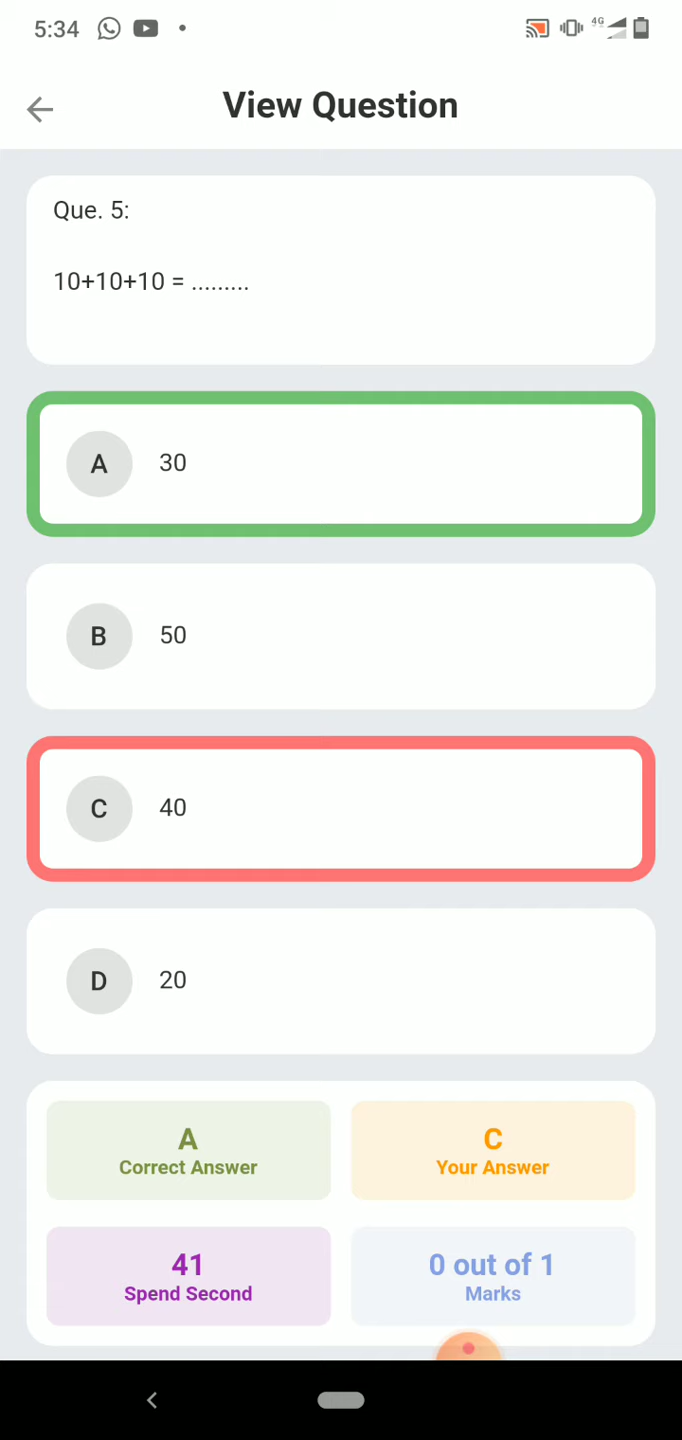 5:34
4G
View Question
Que. 5:
10+10+10 = .........
A 30
B 50
C 40
D 20
A
Correct Answer
C
Your Answer
41
Spend Second
0 out of 1
Marks